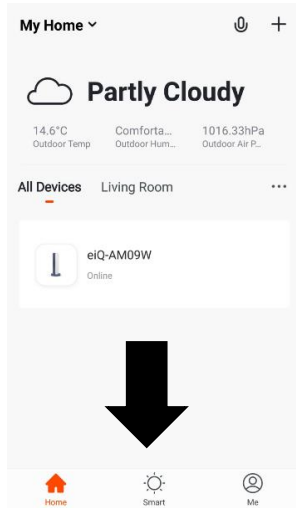 My Home
Partly Cloudy
14.6°C Comforta... 1016.33hPa
Outdoor Temp Outdoor Hum... Outdoor Air P...
All Devices Living Room
eiQ-AM09W
Online
Home Smart Me